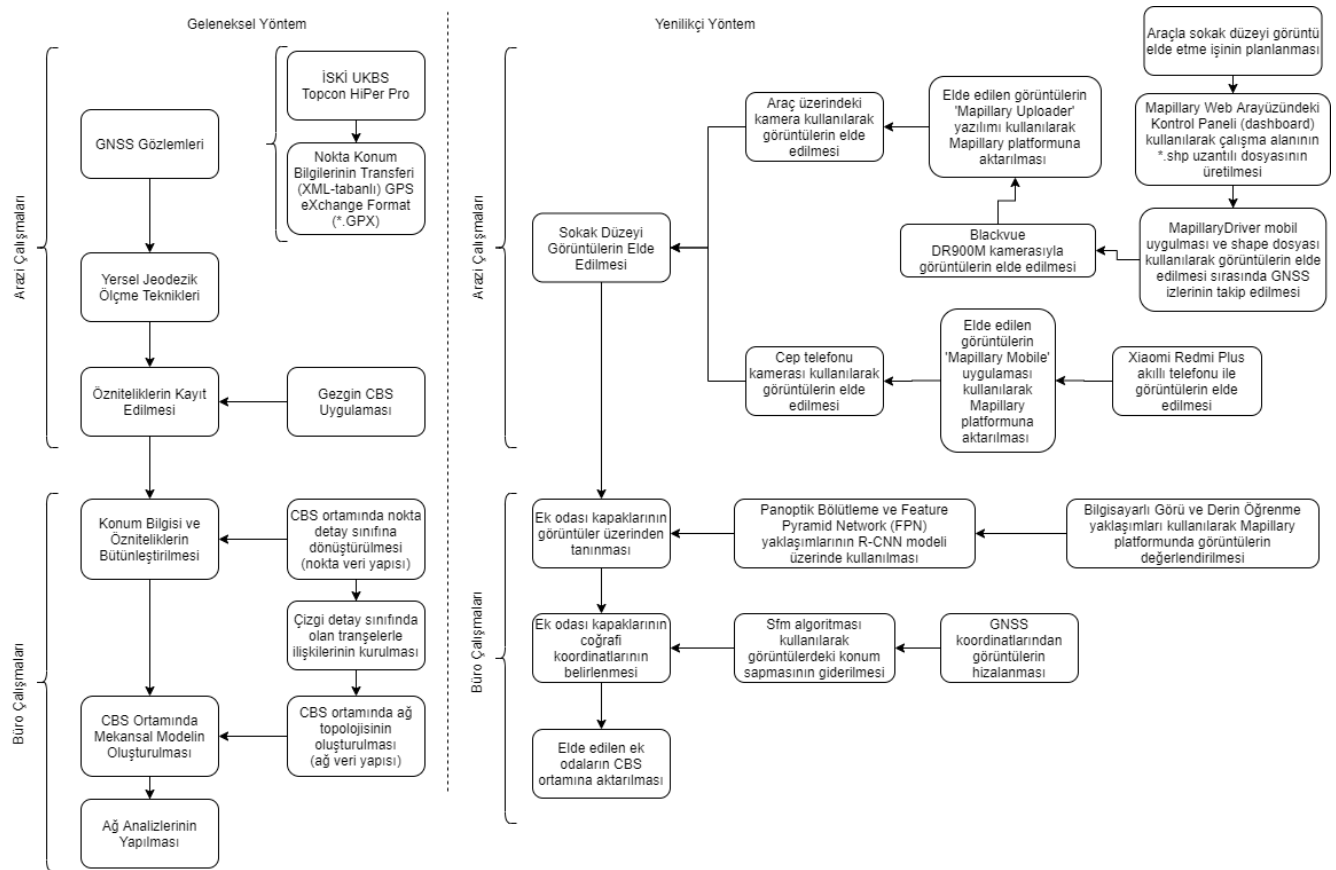 Geleneksel Yöntem
Arazi Çalışmaları
GNSS Gözlemleri
İSKİ UKBS
Topcon HiPer Pro
Nokta Konum
Bilgilerinin Transferi
(XML-tabanlı) GPS
eXchange Format
(*.GPX)
Yersel Jeodezik
Ölçme Teknikleri
Özniteliklerin Kayıt
Edilmesi
Gezgin CBS
Uygulaması
Büro Çalışmaları
Konum Bilgisi ve
Özniteliklerin
Bütünleştirilmesi
CBS ortamında nokta
detay sınıfına
dönüştürülmesi
(nokta veri yapısı)
Çizgi detay sınıfında
olan tranşelerle
ilişkilerinin kurulması
CBS Ortamında
Mekansal Modelin
Oluşturulması
CBS ortamında ağ
topolojisinin
oluşturulması
(ağ veri yapısı)
Ağ Analizlerinin
Yapılması
Yenilikçi Yöntem
Arazi Çalışmaları
Araçla sokak düzeyi görüntü
elde etme işinin planlanması
Araç üzerindeki
kamera kullanılarak
görüntülerin elde
edilmesi
Elde edilen görüntülerin
'Mapillary Uploader'
yazılımı kullanılarak
Mapillary platformuna
aktarılması
Mapillary Web Arayüzündeki
Kontrol Paneli (dashboard)
kullanılarak çalışma alanının
*.shp uzantılı dosyasının
üretilmesi
Sokak Düzeyi
Görüntülerin Elde
Edilmesi
Blackvue
DR900M kamerasıyla
görüntülerin elde edilmesi
MapillaryDriver mobil
uygulması ve shape dosyası
kullanılarak görüntülerin elde
edilmesi sırasında GNSS
izlerinin takip edilmesi
Cep telefonu
kamerası kullanılarak
görüntülerin elde
edilmesi
Elde edilen
görüntülerin
'Mapillary Mobile'
uygulaması
kullanılarak
Mapillary
platformuna
aktarılması
Xiaomi Redmi Plus
akıllı telefonu ile
görüntülerin elde
edilmesi
Büro Çalışmaları
Ek odası kapaklarının
görüntüler üzerinden
tanınması
Panoptik Bölütleme ve Feature
Pyramid Network (FPN)
yaklaşımlarının R-CNN modeli
üzerinde kullanılması
Bilgisayarlı Görü ve Derin Öğrenme
yaklaşımları kullanılarak Mapillary
platformunda görüntülerin
değerlendirilmesi
Ek odası kapaklarının
coğrafi
koordinatlarının
belirlenmesi
Sfm algoritması
kullanılarak
görüntülerdeki konum
sapmasının giderilmesi
GNSS
koordinatlarından
görüntülerin
hizalanması
Elde edilen ek
odaların CBS
ortamına aktarılması